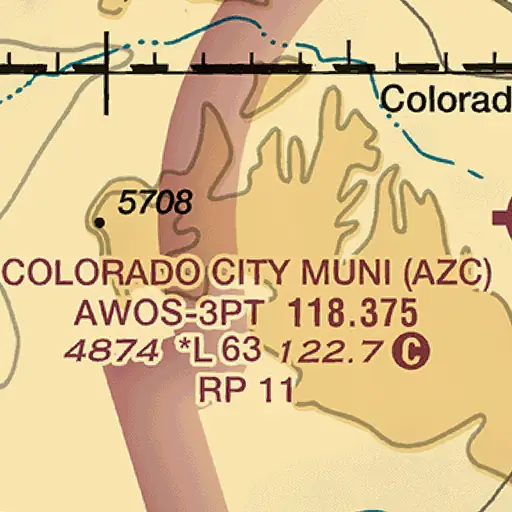 Colorad
5708
COLORADO CITY MUNI (AZC)
AWOS-3PT 118.375
4874 *L 63 122.7 C
RP 11